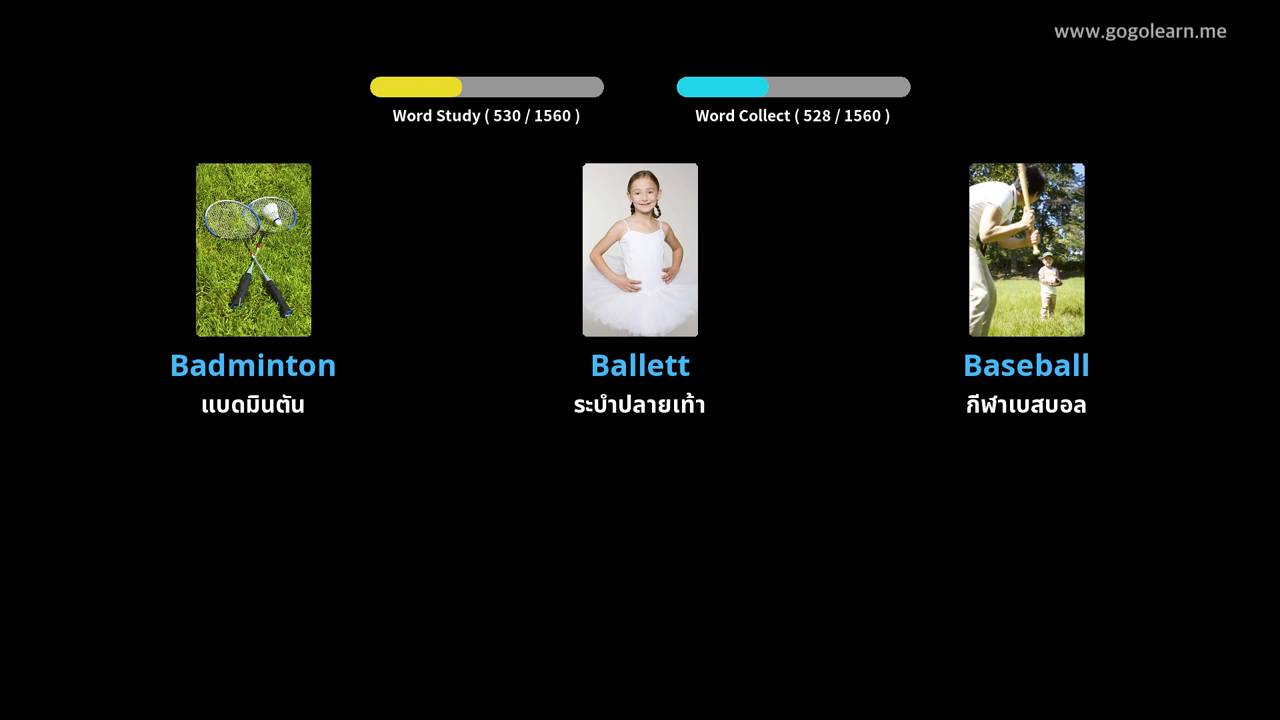 www.gogolearn.me
Word Study ( 530 / 1560 )
Word Collect ( 528 / 1560 )
Badminton
แบดมินตัน
Ballett
ระบำปลายเท้า
Baseball
กีฬาเบสบอล